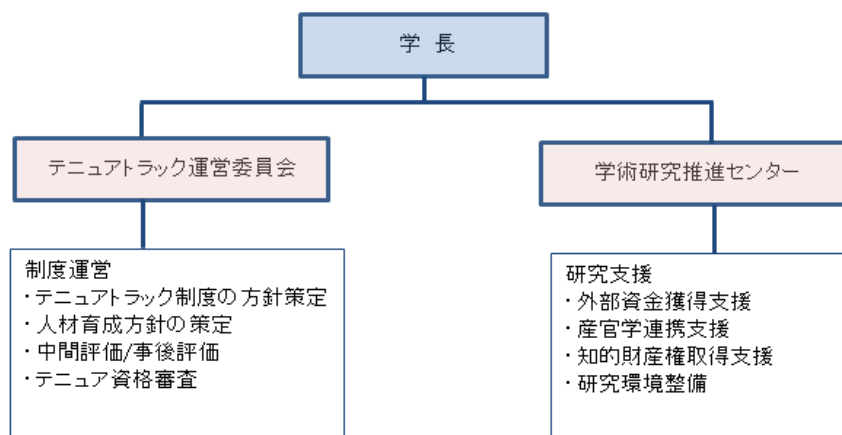 学 長
テニュアトラック運営委員会
学術研究推進センター
制度運営
・テニュアトラック制度の方針策定
・人材育成方針の策定
・中間評価/事後評価
・テニュア資格審査
研究支援
・外部資金獲得支援
・産官学連携支援
・知的財産権取得支援
・研究環境整備